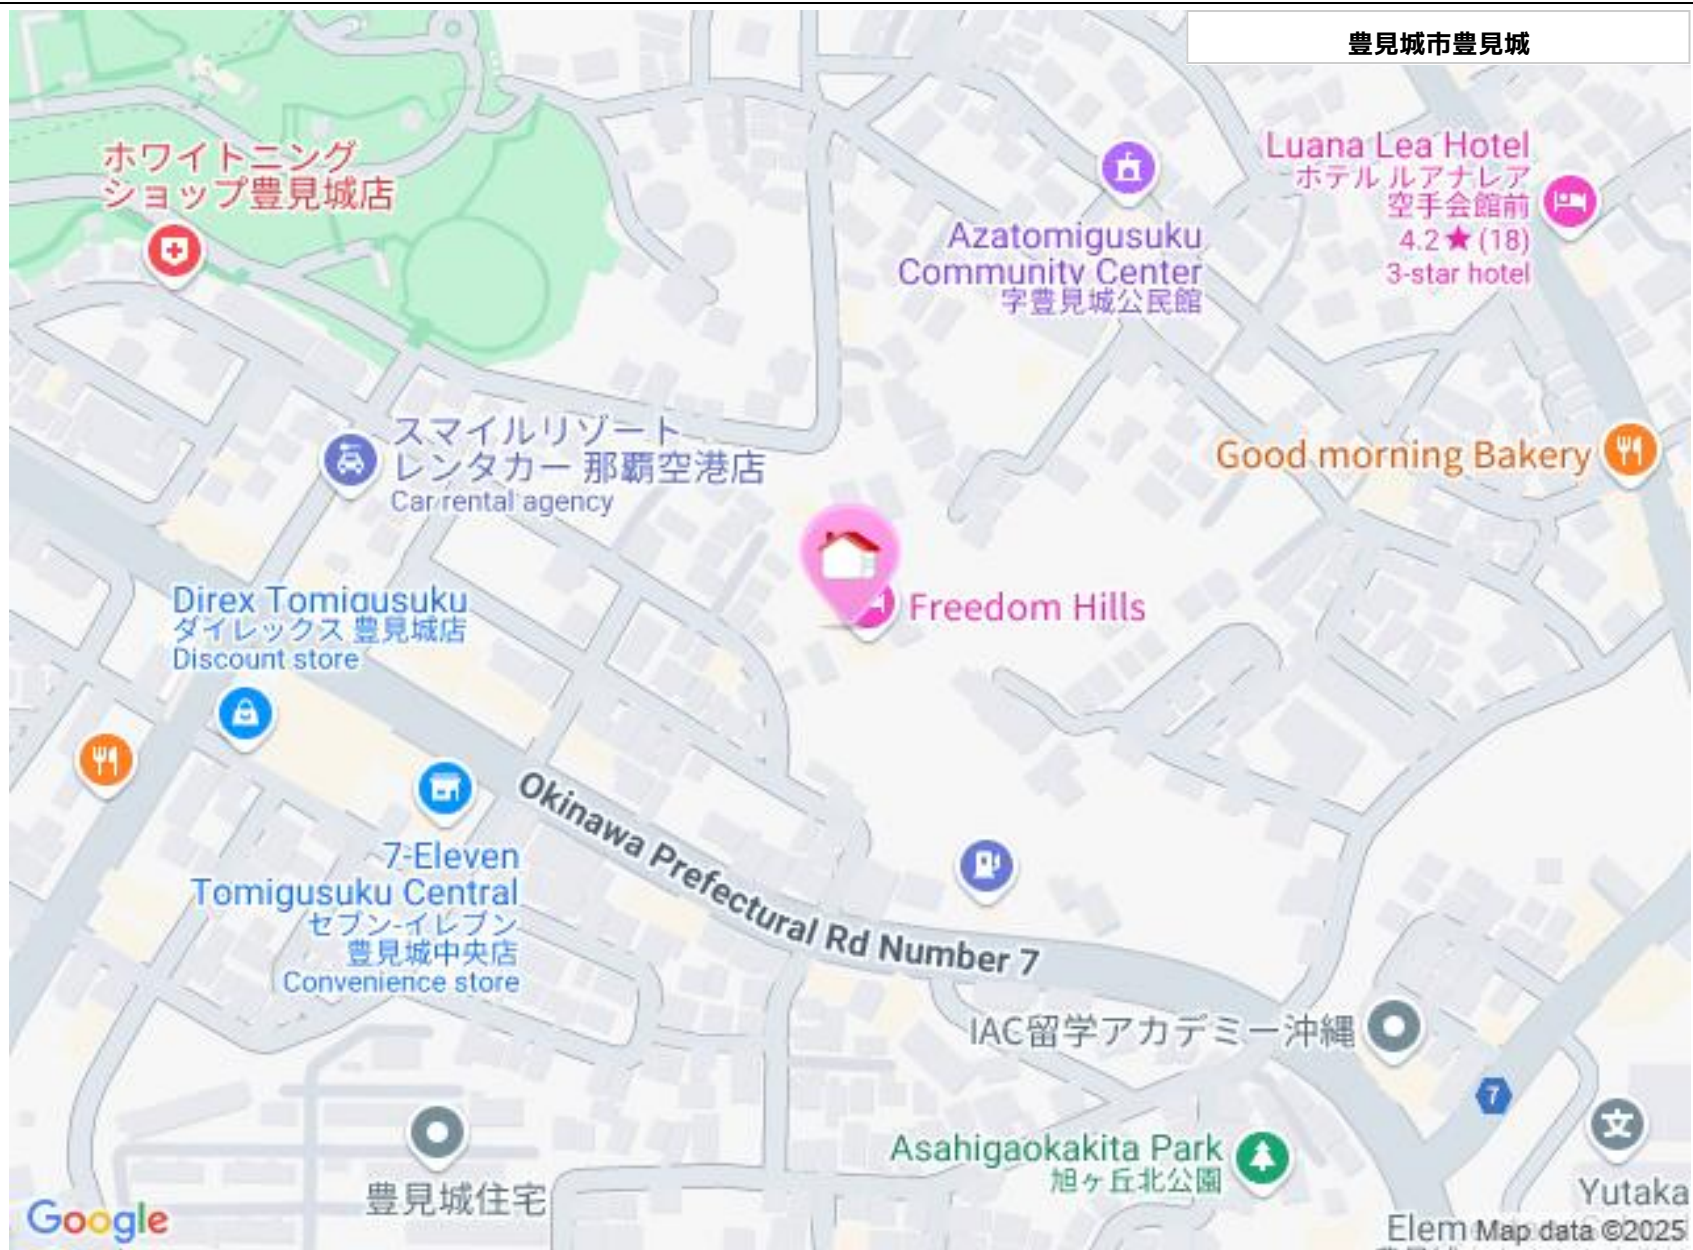 豊見城市豊見城
ホワイトニング
ショップ豊見城店
Luana Lea Hotel
ホテル ルアナレア
空手会館前
4.2★(18)
3-star hotel
Azatomigusuku
Community Center
字豊見城公民館
スマイルリゾート
レンタカー 那覇空港店
Car rental agency
Good morning Bakery
Freedom Hills
Direx Tomigusuku
ダイレックス 豊見城店
Discount store
7-Eleven
Tomigusuku Central
セブン-イレブン
豊見城中央店
Convenience store
Okinawa Prefectural Rd Number 7
IAC留学アカデミー沖縄
7
文
Asahigaokakita Park
旭ヶ丘北公園
豊見城住宅
Yutaka
Elem
Google
Map data ©2025